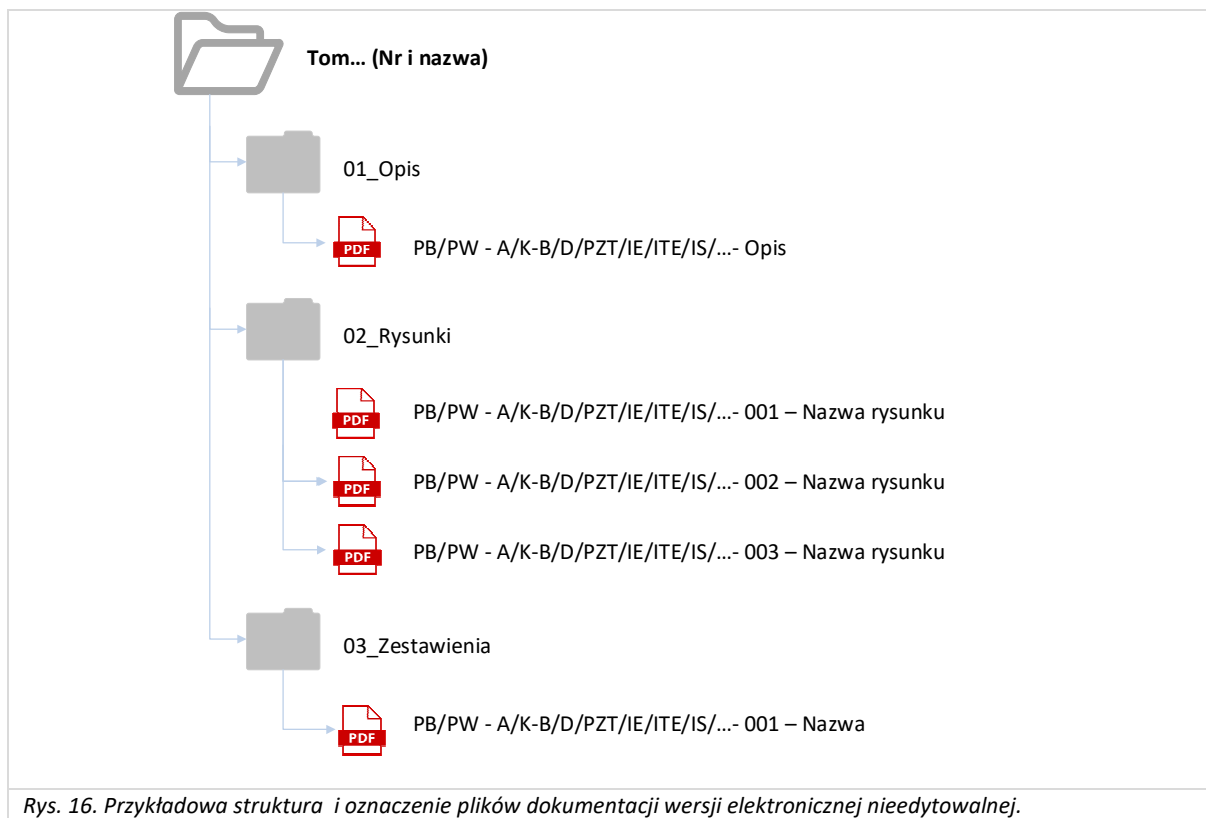 Tom... (Nr i nazwa)
01_Opis
PDF
PB/PW - A/K-B/D/PZT/IE/ITE/IS/...- Opis
02_Rysunki
PDF
PB/PW - A/K-B/D/PZT/IE/ITE/IS/...- 001 – Nazwa rysunku
PDF
PB/PW - A/K-B/D/PZT/IE/ITE/IS/...- 002 – Nazwa rysunku
PDF
PB/PW - A/K-B/D/PZT/IE/ITE/IS/...- 003 – Nazwa rysunku
03_Zestawienia
PDF
PB/PW - A/K-B/D/PZT/IE/ITE/IS/...- 001 – Nazwa
Rys. 16. Przykładowa struktura i oznaczenie plików dokumentacji wersji elektronicznej nieedytowalnej.